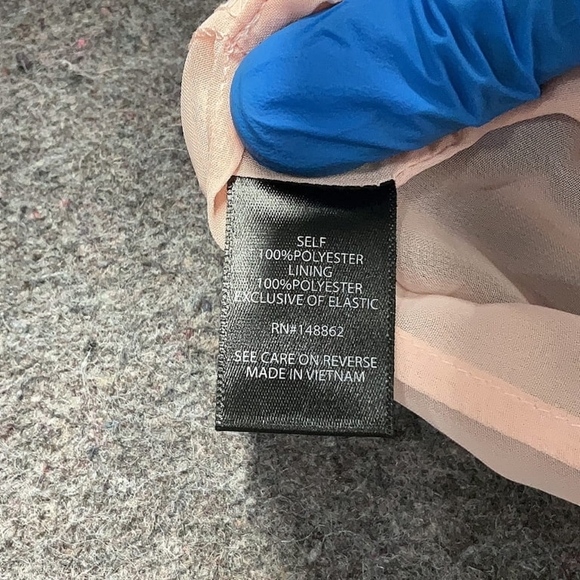 SELF
100%POLYESTER
LINING
100%POLYESTER
EXCLUSIVE OF ELASTIC
RN#148862
SEE CARE ON REVERSE
MADE IN VIETNAM